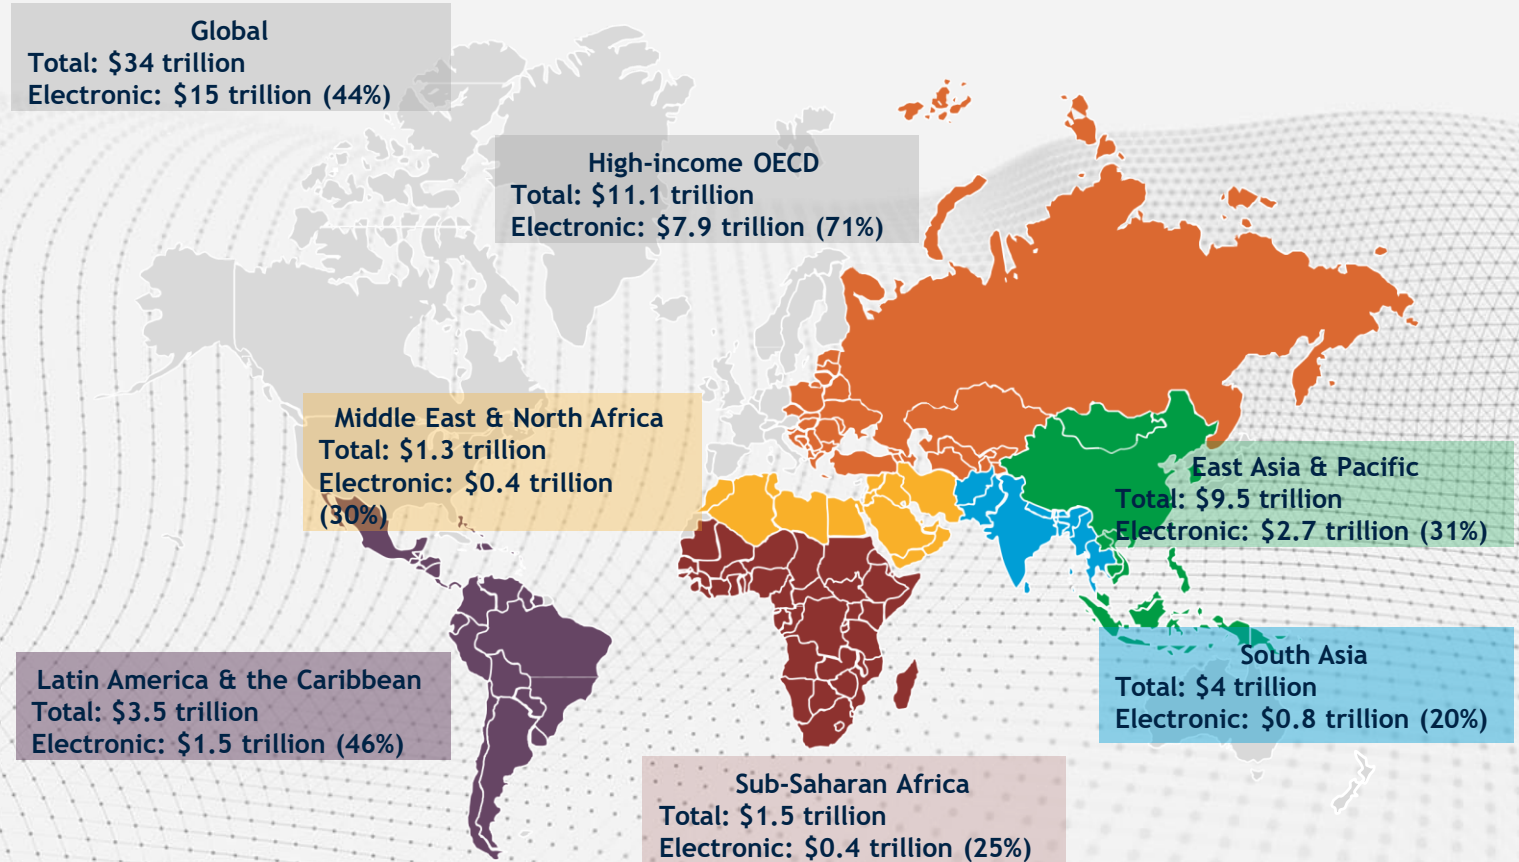 Global
Total: $34 trillion
Electronic: $15 trillion (44%)
High-income OECD
Total: $11.1 trillion
Electronic: $7.9 trillion (71%)
Middle East & North Africa
Total: $1.3 trillion
Electronic: $0.4 trillion
(30%)
East Asia & Pacific
Total: $9.5 trillion
Electronic: $2.7 trillion (31%)
South Asia
Total: $4 trillion
Electronic: $0.8 trillion (20%)
Latin America & the Caribbean
Total: $3.5 trillion
Electronic: $1.5 trillion (46%)
Sub-Saharan Africa
Total: $1.5 trillion
Electronic: $0.4 trillion (25%)